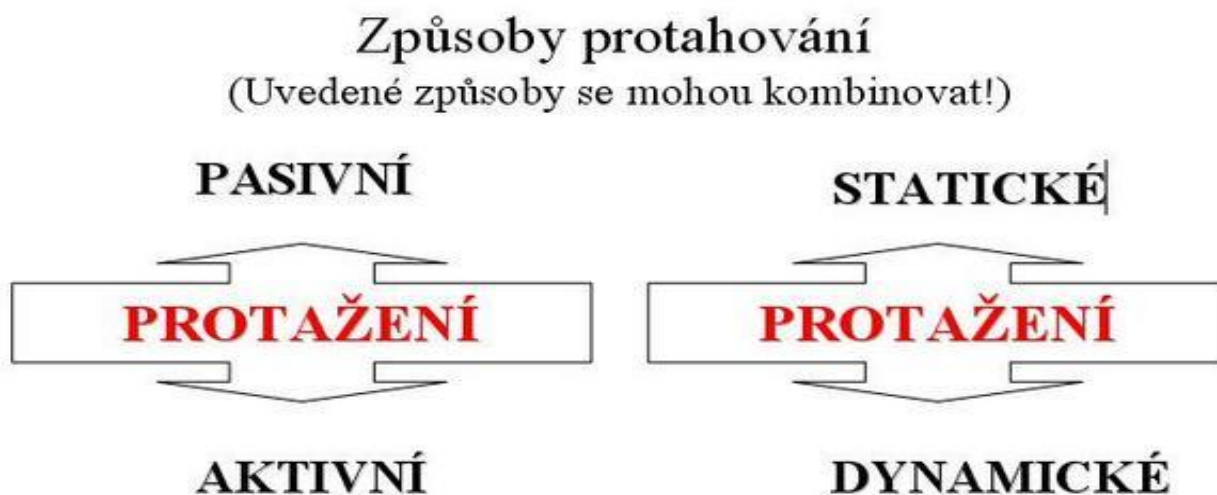 Způsoby protahování
(Uvedené způsoby se mohou kombinovat!)
PASIVNÍ
STATICKÉ
PROTAŽENÍ
PROTAŽENÍ
AKTIVNÍ
DYNAMICKÉ